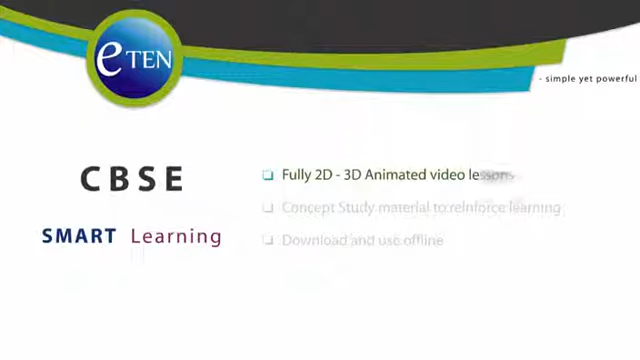 eTEN
- simple yet powerful
CBSE
SMART Learning
Fully 2D - 3D Animated video lessons
Concept Study material to reinforce learning
Download and use offline